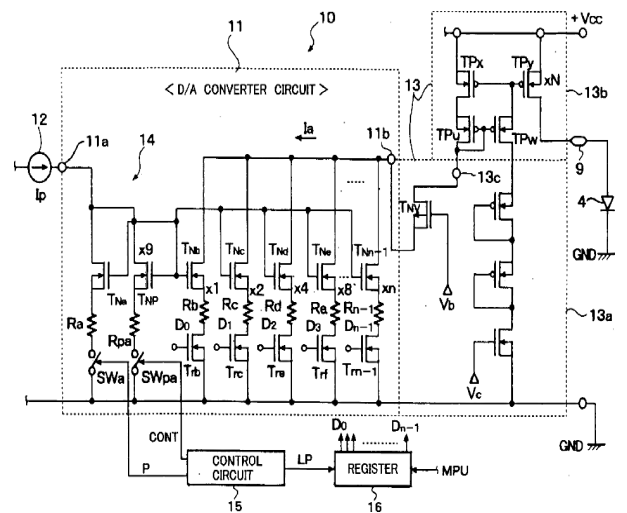 10
11
< D/A CONVERTER CIRCUIT >
+Vcc
TPx
TPy
xN
13
13b
12
11a
14
Ia
11b
TPu
TPw
Ip
13c
9
4
GND
TNy
x9
TNb
TNc
TNd
TNe
TNn-1
TNa
TNP
x1
x2
x4
x8
xn
Ra
Rpa
Rb
Rc
Rd
Re
Rn-1
Vb
13a
D0
D1
D2
D3
Dn-1
SWa
SWpa
Trb
Trc
Tre
Trf
Trn-1
Vc
GND
CONT
P
CONTROL
CIRCUIT
15
LP
D0
Dn-1
REGISTER
16
MPU